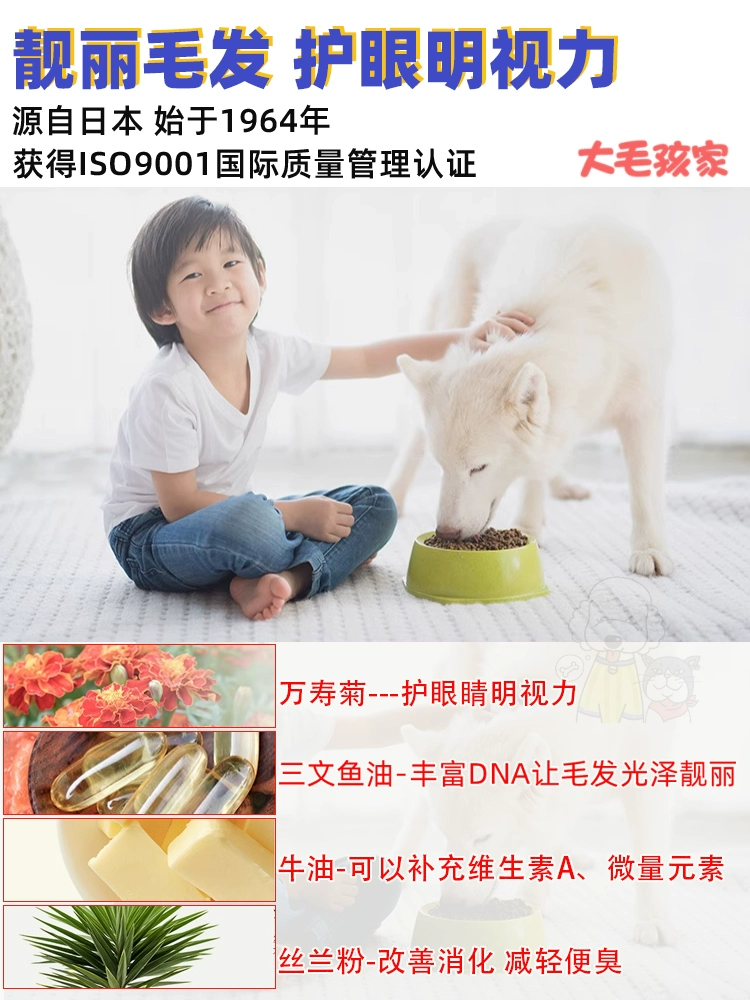 靓丽毛发 护眼明视力
源自日本 始于1964年
获得ISO9001国际质量管理认证
大毛孩家
万寿菊---护眼睛明视力
三文鱼油-丰富DNA让毛发光泽靓丽
牛油-可以补充维生素A、微量元素
丝兰粉-改善消化 减轻便臭